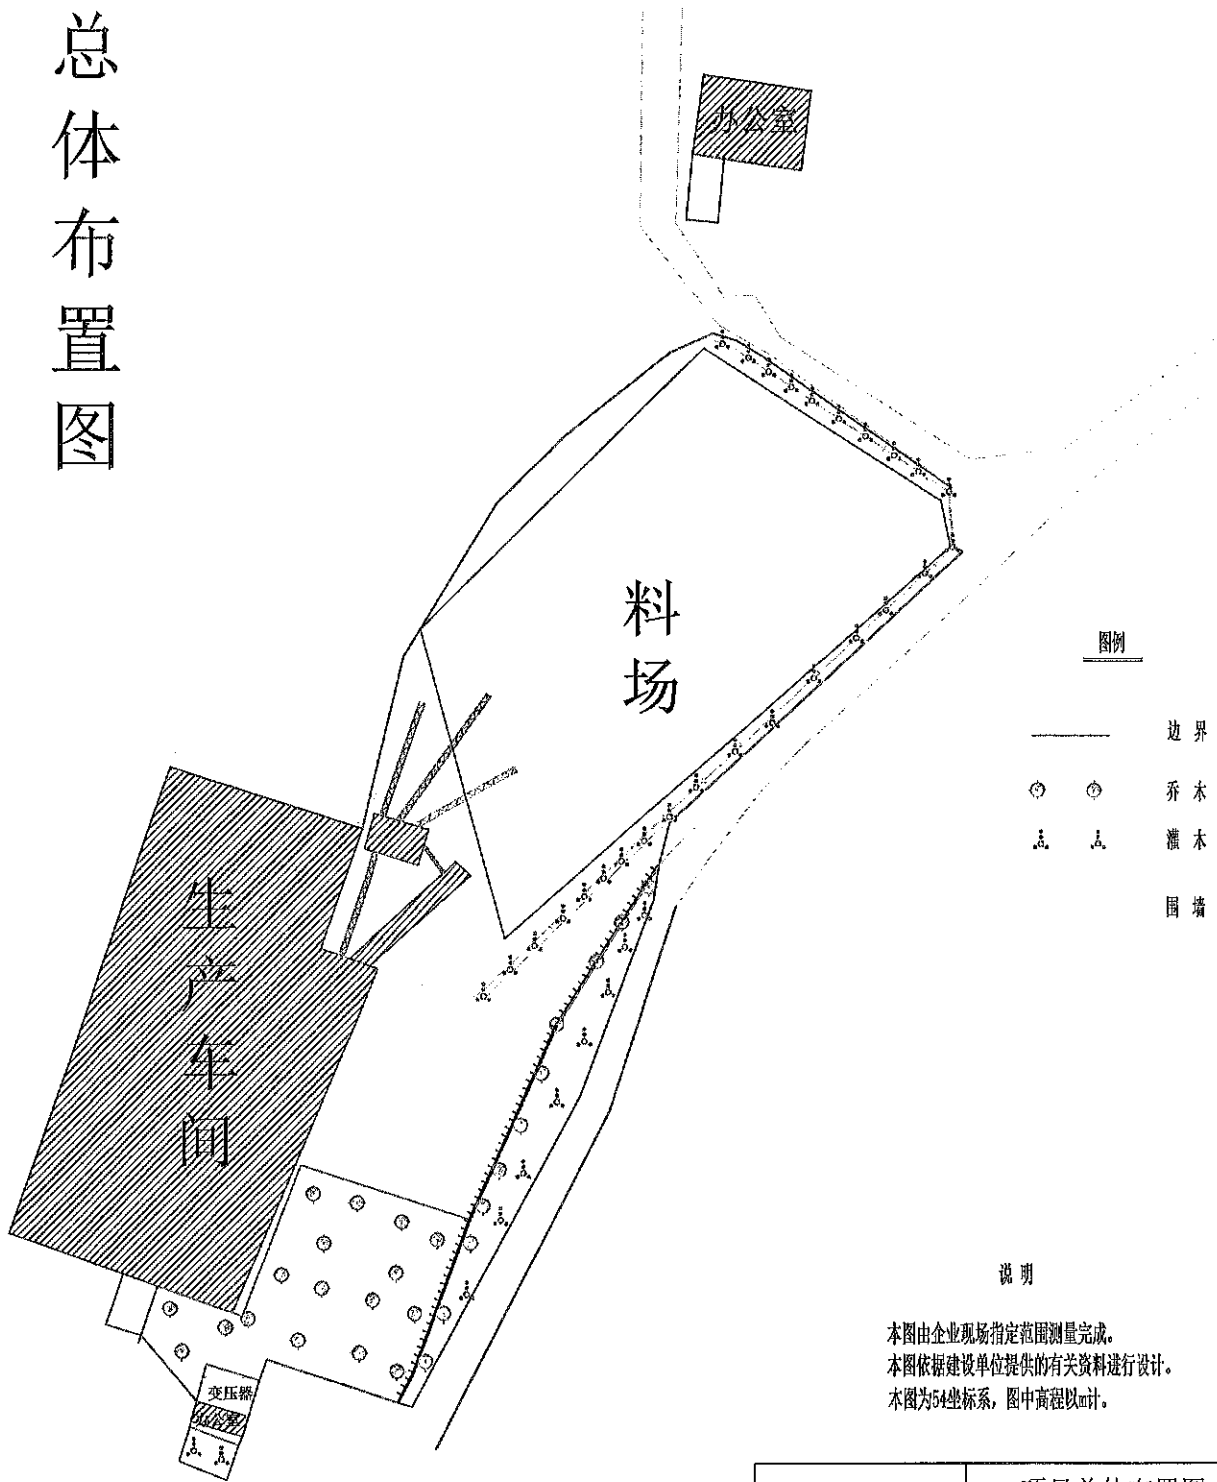 总体布置图
办公室
料场
图例
边界
乔木
灌木
围墙
生产车间
变压器
办公室
说明
本图由企业现场指定范围测量完成。
本图依据建设单位提供的有关资料进行设计。
本图为54坐标系，图中高程以m计。